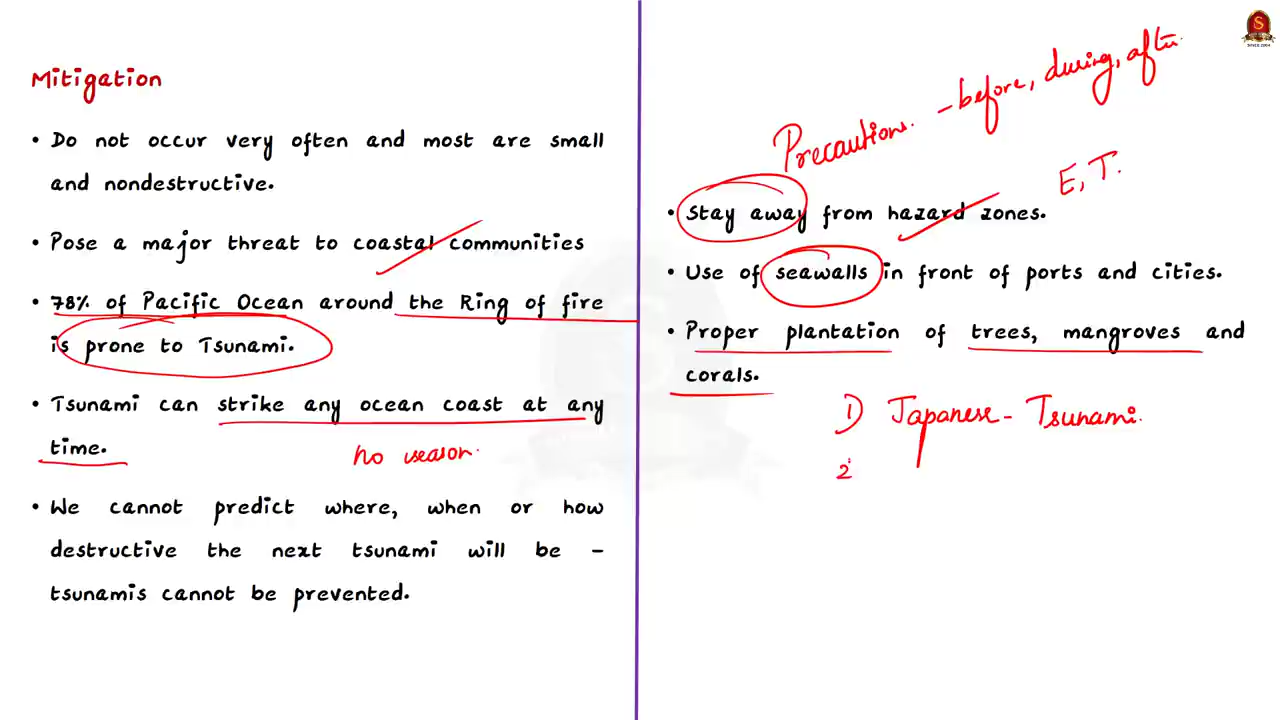 Mitigation
• Do not occur very often and most are small
and nondestructive.
• Pose a major threat to coastal communities
• 78% of Pacific Ocean around the Ring of fire
is prone to Tsunami.
• Tsunami can strike any ocean coast at any
time.
no season.
• We cannot predict where, when or how
destructive the next tsunami will be –
tsunamis cannot be prevented.
Precautions. - before, during, after
E, T.
• Stay away from hazard zones.
• Use of seawalls in front of ports and cities.
• Proper plantation of trees, mangroves and
corals.
1) Japanese - Tsunami.
2